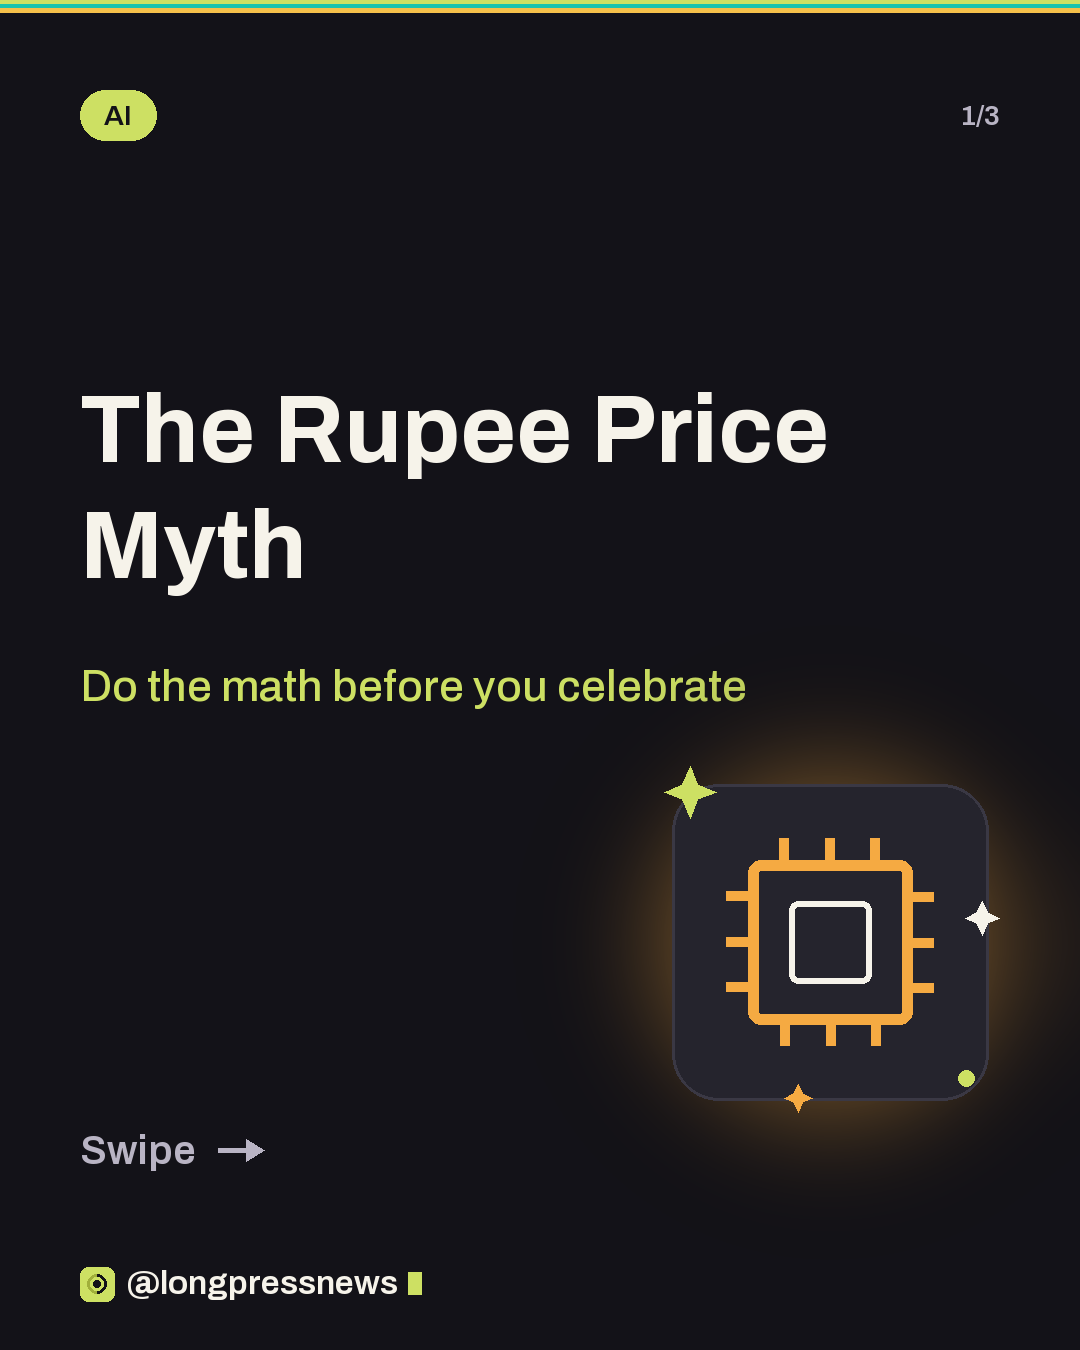 AI
1/3
The Rupee Price
Myth
Do the math before you celebrate
Swipe
@longpressnews